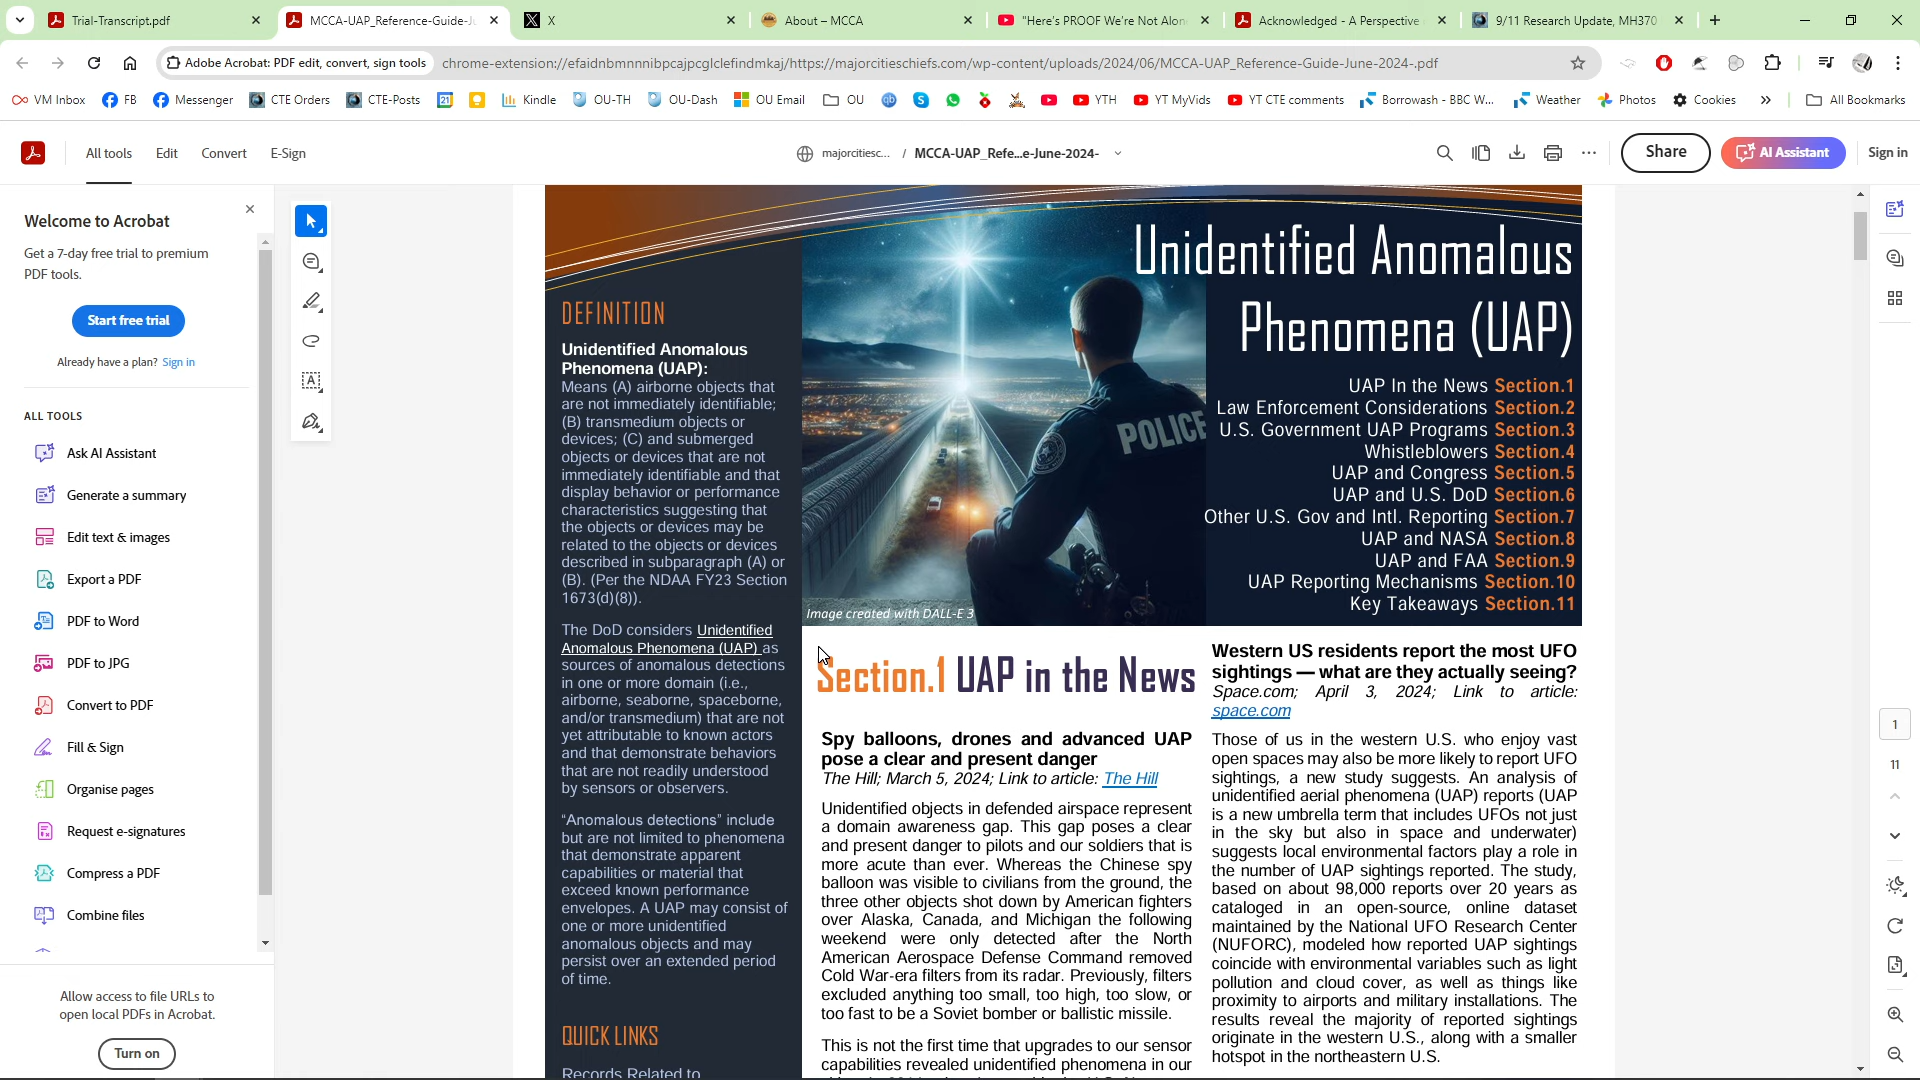 Trial-Transcript.pdf
MCCA-UAP_Reference-Guide-Ju
X
About – MCCA
"Here's PROOF We're Not Alon
Acknowledged - A Perspective
9/11 Research Update, MH370
Adobe Acrobat: PDF edit, convert, sign tools
chrome-extension://efaidnbmnnnibpcajpcglclefindmkaj/https://majorcitieschiefs.com/wp-content/uploads/2024/06/MCCA-UAP_Reference-Guide-June-2024-.pdf
VM Inbox
FB
Messenger
CTE Orders
CTE-Posts
Kindle
OU-TH
OU-Dash
OU Email
OU
YTH
YT MyVids
YT CTE comments
Borrowash - BBC W...
Weather
Photos
Cookies
All Bookmarks
All tools
Edit
Convert
E-Sign
majorcitiesc... / MCCA-UAP_Refe...e-June-2024-
Share
AI Assistant
Sign in
Welcome to Acrobat
Get a 7-day free trial to premium
PDF tools.
Start free trial
Already have a plan? Sign in
ALL TOOLS
Ask AI Assistant
Generate a summary
Edit text & images
Export a PDF
PDF to Word
PDF to JPG
Convert to PDF
Fill & Sign
Organise pages
Request e-signatures
Compress a PDF
Combine files
Allow access to file URLs to
open local PDFs in Acrobat.
Turn on
DEFINITION
Unidentified Anomalous
Phenomena (UAP):
Means (A) airborne objects that
are not immediately identifiable;
(B) transmedium objects or
devices; (C) and submerged
objects or devices that are not
immediately identifiable and that
display behavior or performance
characteristics suggesting that
the objects or devices may be
related to the objects or devices
described in subparagraph (A) or
(B). (Per the NDAA FY23 Section
1673(d)(8)).
The DoD considers Unidentified
Anomalous Phenomena (UAP) as
sources of anomalous detections
in one or more domain (i.e.,
airborne, seaborne, spaceborne,
and/or transmedium) that are not
yet attributable to known actors
and that demonstrate behaviors
that are not readily understood
by sensors or observers.
“Anomalous detections” include
but are not limited to phenomena
that demonstrate apparent
capabilities or material that
exceed known performance
envelopes. A UAP may consist of
one or more unidentified
anomalous objects and may
persist over an extended period
of time.
QUICK LINKS
Records Related to
POLICE
Image created with DALL-E 3
Unidentified Anomalous
Phenomena (UAP)
UAP In the News Section.1
Law Enforcement Considerations Section.2
U.S. Government UAP Programs Section.3
Whistleblowers Section.4
UAP and Congress Section.5
UAP and U.S. DoD Section.6
Other U.S. Gov and Intl. Reporting Section.7
UAP and NASA Section.8
UAP and FAA Section.9
UAP Reporting Mechanisms Section.10
Key Takeaways Section.11
Section.1 UAP in the News
Spy balloons, drones and advanced UAP
pose a clear and present danger
The Hill; March 5, 2024; Link to article: The Hill
Unidentified objects in defended airspace represent
a domain awareness gap. This gap poses a clear
and present danger to pilots and our soldiers that is
more acute than ever. Whereas the Chinese spy
balloon was visible to civilians from the ground, the
three other objects shot down by American fighters
over Alaska, Canada, and Michigan the following
weekend were only detected after the North
American Aerospace Defense Command removed
Cold War-era filters from its radar. Previously, filters
excluded anything too small, too high, too slow, or
too fast to be a Soviet bomber or ballistic missile.
This is not the first time that upgrades to our sensor
capabilities revealed unidentified phenomena in our
Western US residents report the most UFO
sightings — what are they actually seeing?
Space.com; April 3, 2024; Link to article:
space.com
Those of us in the western U.S. who enjoy vast
open spaces may also be more likely to report UFO
sightings, a new study suggests. An analysis of
unidentified aerial phenomena (UAP) reports (UAP
is a new umbrella term that includes UFOs not just
in the sky but also in space and underwater)
suggests local environmental factors play a role in
the number of UAP sightings reported. The study,
based on about 98,000 reports over 20 years as
cataloged in an open-source, online dataset
maintained by the National UFO Research Center
(NUFORC), modeled how reported UAP sightings
coincide with environmental variables such as light
pollution and cloud cover, as well as things like
proximity to airports and military installations. The
results reveal the majority of reported sightings
originate in the western U.S., along with a smaller
hotspot in the northeastern U.S.
1
11